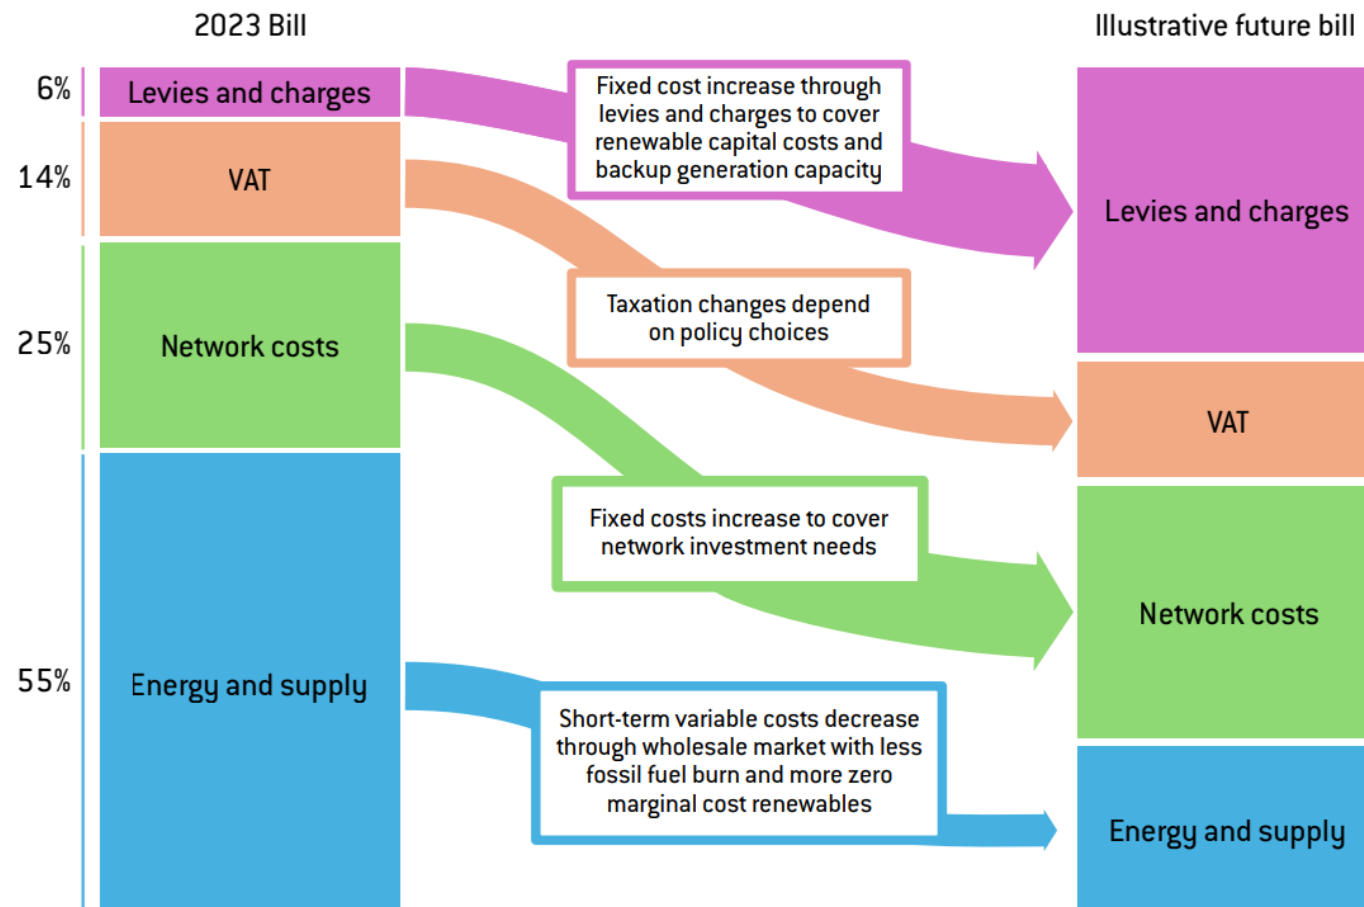 2023 Bill
Illustrative future bill
6%
Levies and charges
14%
VAT
25%
Network costs
55%
Energy and supply
Fixed cost increase through
levies and charges to cover
renewable capital costs and
backup generation capacity
Taxation changes depend
on policy choices
Fixed costs increase to cover
network investment needs
Short-term variable costs decrease
through wholesale market with less
fossil fuel burn and more zero
marginal cost renewables
Levies and charges
VAT
Network costs
Energy and supply